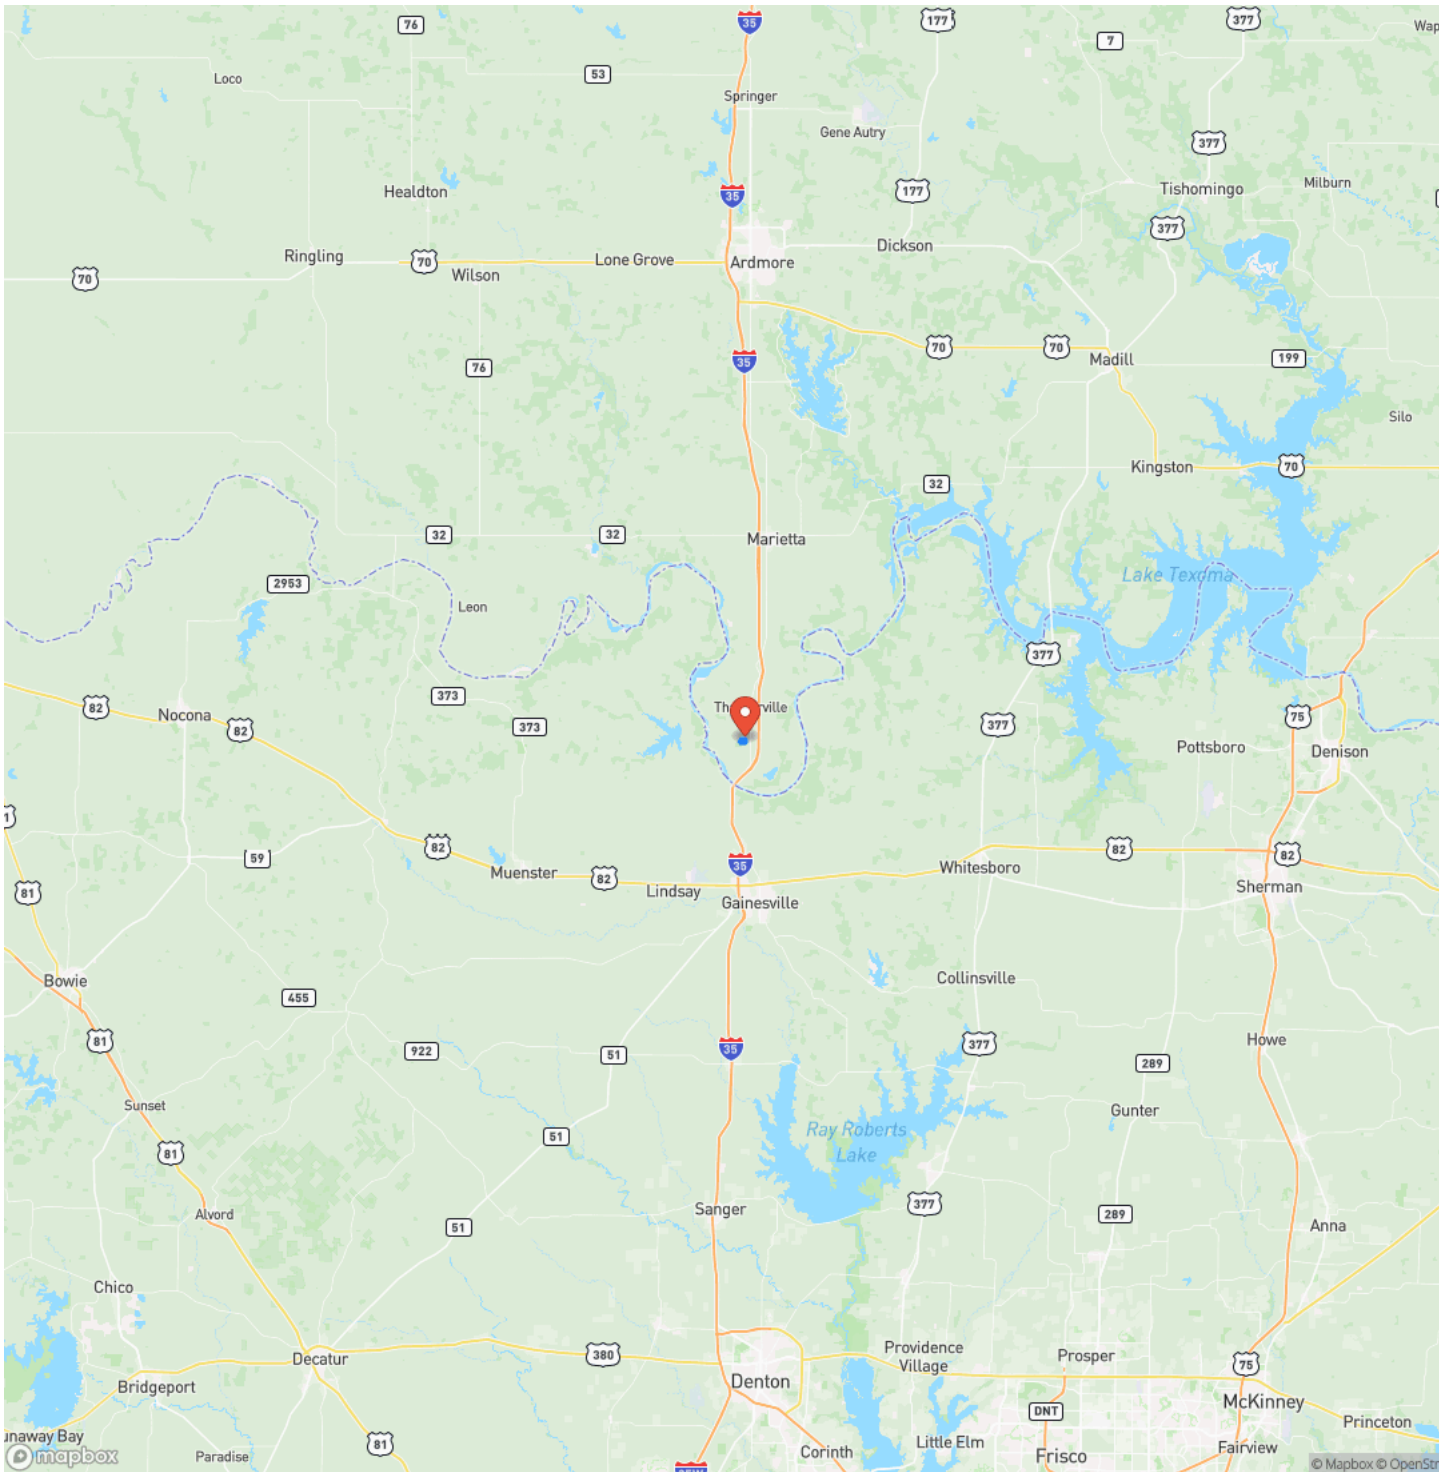 35
177
377
76
7
Wap
Loco
53
Springer
Gene Autry
377
Healdton
35
177
Tishomingo
Milburn
377
Ringling
70
Wilson
Lone Grove
Ardmore
Dickson
70
35
70
70
Madill
199
76
Silo
Kingston
70
32
32
32
Marietta
2953
Leon
Lake Texoma
377
373
82
Nocona
82
373
377
75
Pottsboro
Denison
82
59
Muenster
82
Lindsay
35
Gainesville
Whitesboro
82
82
Sherman
81
Bowie
455
Collinsville
81
922
51
35
377
289
Howe
Sunset
Gunter
81
51
Ray Roberts
Lake
Alvord
51
Sanger
377
289
Anna
Chico
Decatur
380
Providence
Village
Prosper
75
Bridgeport
Denton
DNT
McKinney
Princeton
unaway Bay
81
Paradise
Corinth
Little Elm
Frisco
Fairview
mapbox
© Mapbox © OpenStr